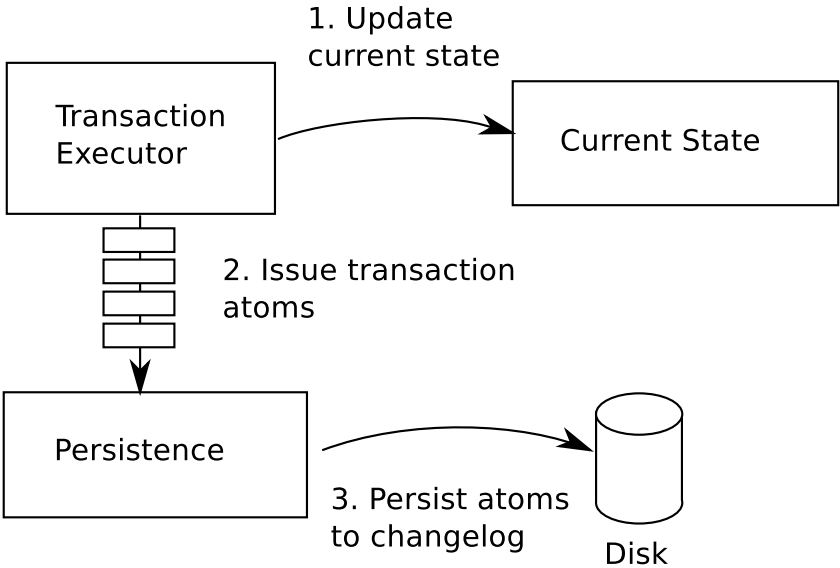 1. Update
current state
Transaction
Executor
Current State
2. Issue transaction
atoms
Persistence
3. Persist atoms
to changelog
Disk